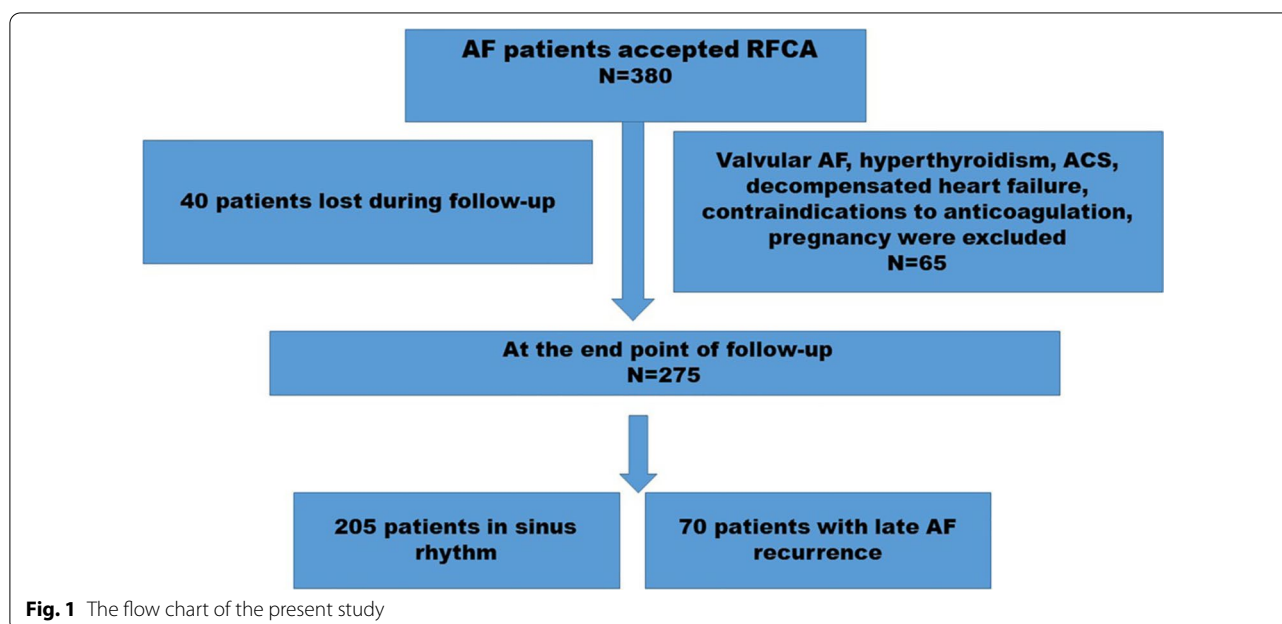 AF patients accepted RFCA
N=380
40 patients lost during follow-up
Valvular AF, hyperthyroidism, ACS,
decompensated heart failure,
contraindications to anticoagulation,
pregnancy were excluded
N=65
At the end point of follow-up
N=275
205 patients in sinus
rhythm
70 patients with late AF
recurrence
Fig. 1 The flow chart of the present study